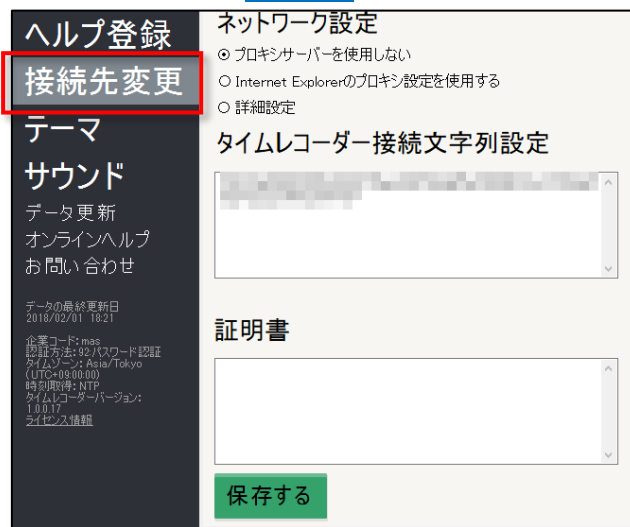 ヘルプ登録
接続先変更
テーマ
サウンド
データ更新
オンラインヘルプ
お問い合わせ
データの最終更新日
2018/02/01 18:21
企業コード: mas
認証方法: 92-パスワード認証
タイムゾーン: Asia/Tokyo
(UTC+09:00:00)
時刻取得: NTP
タイムレコーダーバージョン:
1.0.0.17
ライセンス情報
ネットワーク設定
プロキシサーバーを使用しない
Internet Explorerのプロキシ設定を使用する
詳細設定
タイムレコーダー接続文字列設定
証明書
保存する